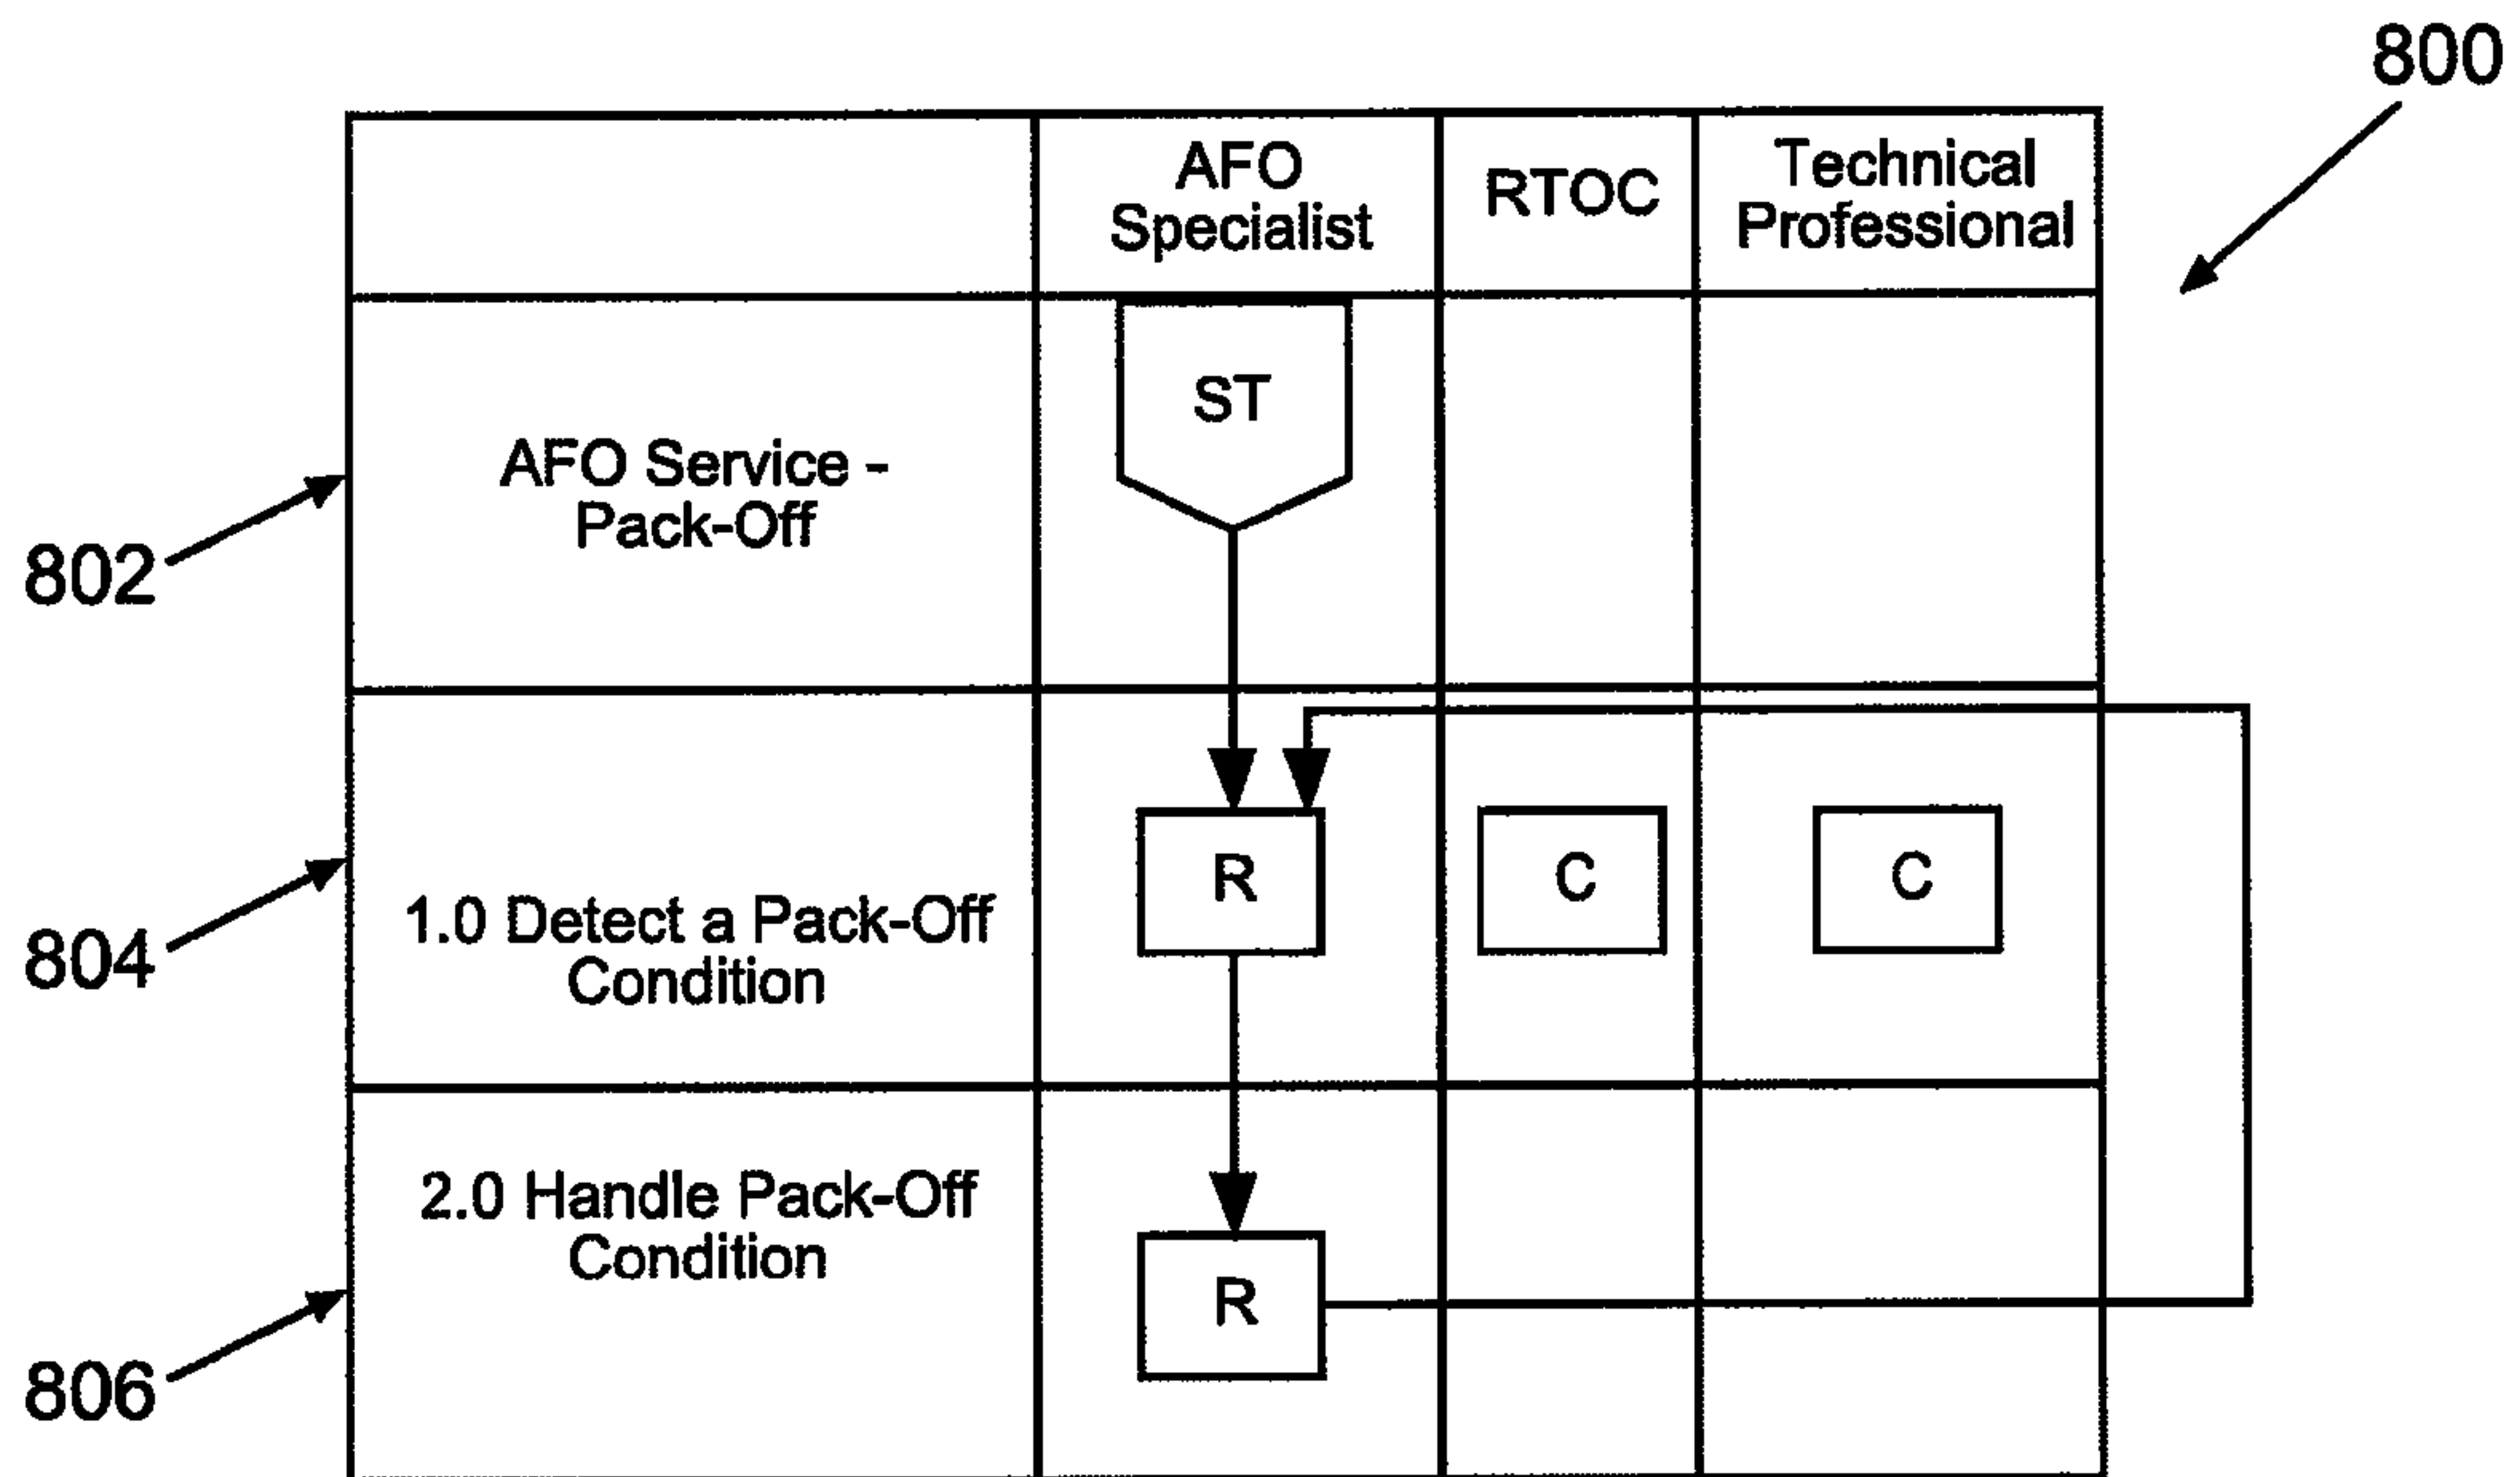 800
AFO
Specialist
RTOC
Technical
Professional
ST
AFO Service -
Pack-Off
802
R
C
C
1.0 Detect a Pack-Off
Condition
804
2.0 Handle Pack-Off
Condition
R
806